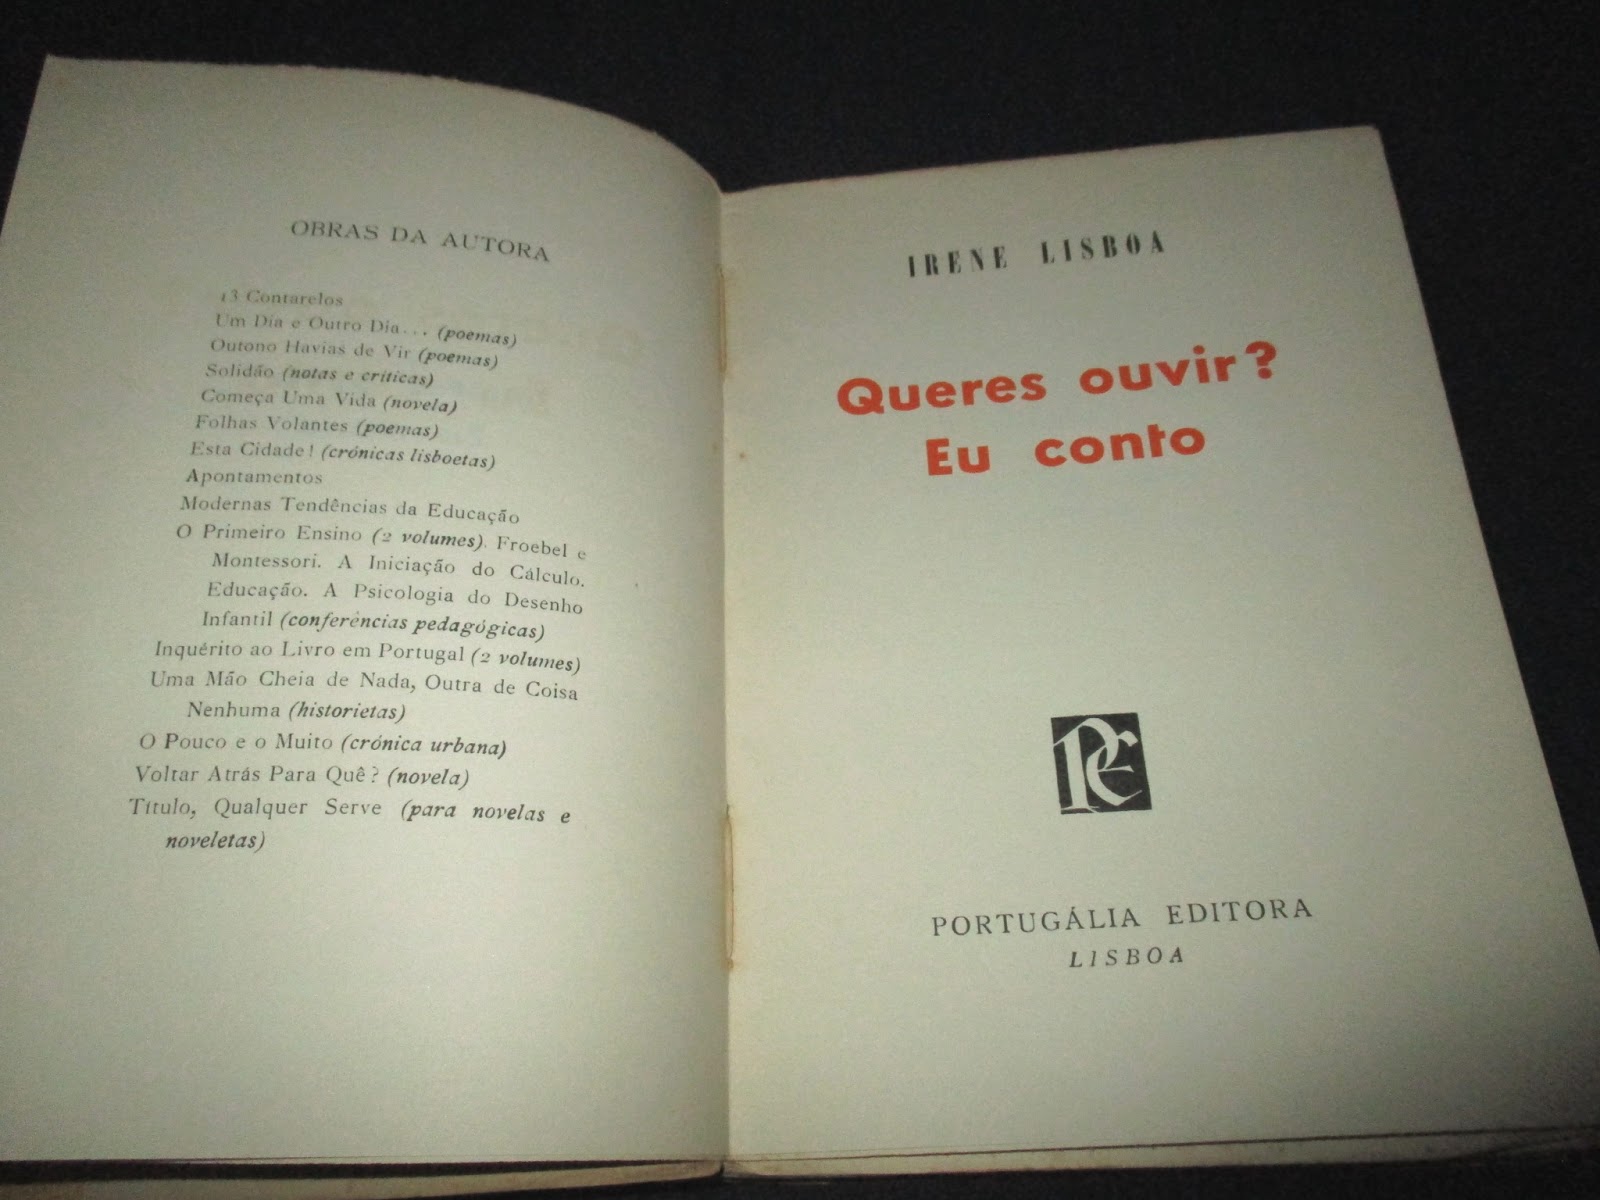 OBRAS DA AUTORA
13 Contarelos
Um Dia e Outro Dia... (poemas)
Outono Havias de Vir (poemas)
Solidão (notas e críticas)
Começa Uma Vida (novela)
Folhas Volantes (poemas)
Esta Cidade! (crónicas lisboetas)
Apontamentos
Modernas Tendências da Educação
O Primeiro Ensino (2 volumes). Froebel e
Montessori. A Iniciação do Cálculo.
Educação. A Psicologia do Desenho
Infantil (conferências pedagógicas)
Inquérito ao Livro em Portugal (2 volumes)
Uma Mão Cheia de Nada, Outra de Coisa
Nenhuma (historietas)
O Pouco e o Muito (crónica urbana)
Voltar Atrás Para Quê? (novela)
Título, Qualquer Serve (para novelas e
noveletas)
IRENE LISBOA
Queres ouvir?
Eu conto
PE
PORTUGÁLIA EDITORA
LISBOA